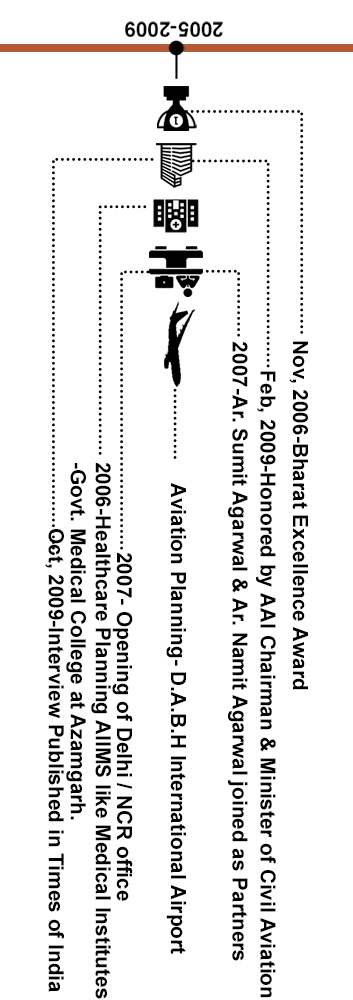 Nov, 2006-Bharat Excellence Award
Feb, 2009-Honored by AAI Chairman & Minister of Civil Aviation
2007-Ar. Sumit Agarwal & Ar. Namit Agarwal joined as Partners
Aviation Planning- D.A.B.H International Airport
2007- Opening of Delhi / NCR office
2006-Healthcare Planning AIIMS like Medical Institutes
-Govt. Medical College at Azamgarh.
Oct, 2009-Interview Published in Times of India
1
2005-2009